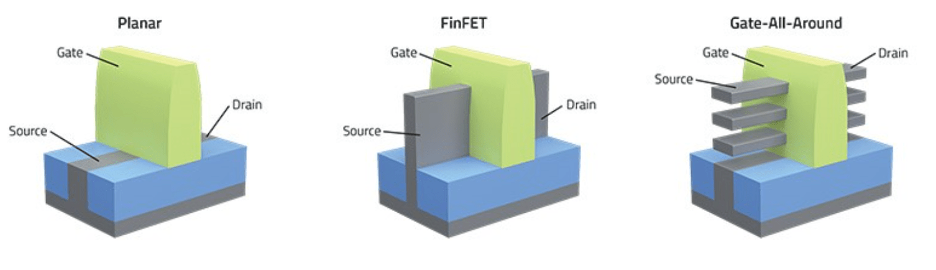 Planar
Gate
Drain
Source
FinFET
Gate
Drain
Source
Gate-All-Around
Gate
Drain
Source